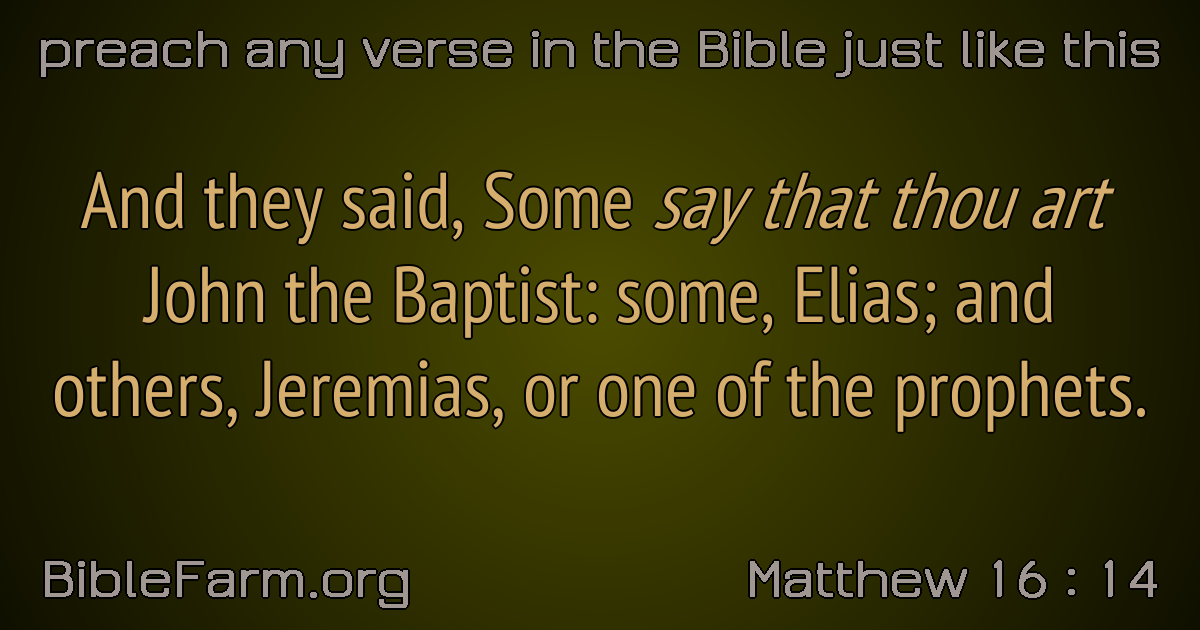 preach any verse in the Bible just like this
And they said, Some say that thou art
John the Baptist: some, Elias; and
others, Jeremias, or one of the prophets.
BibleFarm.org
Matthew 16 : 14